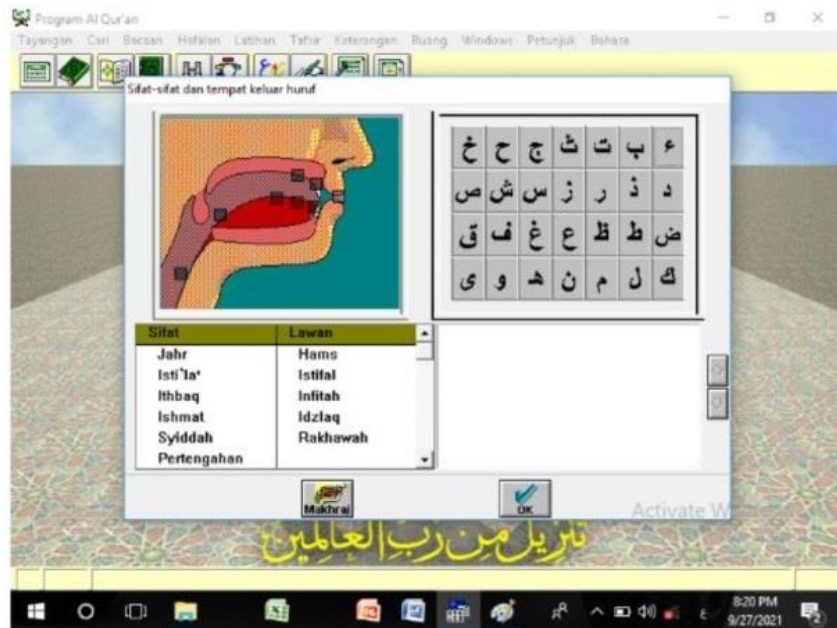 Program Al Qur'an
Tayangan Cari Bacaan Hafalan Latihan Tafsir Keterangan Ruang Windows Petunjuk Bahasa
Sifat-sifat dan tempat keluar huruf
ء ب ت ث ج ح خ
د ذ ر ز س ش ص
ض ط ظ ع غ ف ق
ك ل م ن هـ و ى
Sifat Lawan
Jahr Hams
Isti'la' Istifal
Ithbaq Infitah
Ishmat Idzlaq
Syiddah Rakhawah
Pertengahan
Makhraj OK
Activate W
تنزيل من رب العالمين
8:20 PM
9/27/2021